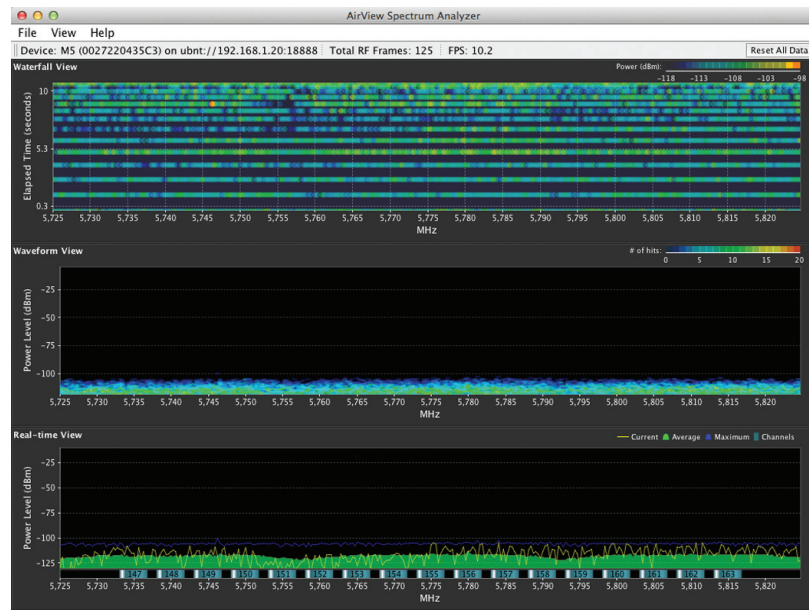 AirView Spectrum Analyzer
File View Help
Device: M5 (0027220435C3) on ubnt://192.168.1.20:18888 Total RF Frames: 125 FPS: 10.2 Reset All Data
Waterfall View Power (dBm):
-118 -113 -108 -103 -98
Elapsed Time (seconds)
10
5.3
0.3
5,725 5,730 5,735 5,740 5,745 5,750 5,755 5,760 5,765 5,770 5,775 5,780 5,785 5,790 5,795 5,800 5,805 5,810 5,815 5,820
MHz
Waveform View # of hits:
0 5 10 15 20
Power Level (dBm)
-25
-50
-75
-100
5,725 5,730 5,735 5,740 5,745 5,750 5,755 5,760 5,765 5,770 5,775 5,780 5,785 5,790 5,795 5,800 5,805 5,810 5,815 5,820
MHz
Real-time View Current Average Maximum Channels
Power Level (dBm)
-25
-50
-75
-100
-125
147 148 149 150 151 152 153 154 155 156 157 158 159 160 161 162 163
5,725 5,730 5,735 5,740 5,745 5,750 5,755 5,760 5,765 5,770 5,775 5,780 5,785 5,790 5,795 5,800 5,805 5,810 5,815 5,820
MHz